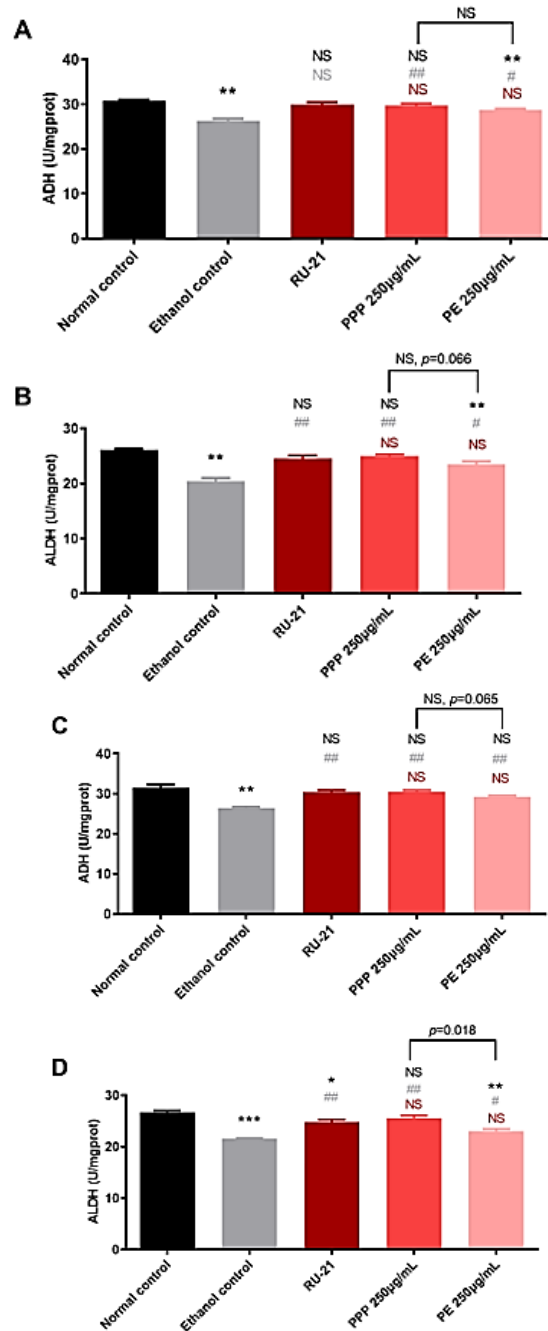 A
NS
NS
NS
**
**
NS
##
#
NS
NS
ADH (U/mgprot)
40
30
20
10
0
Normal control
Ethanol control
RU-21
PPP 250µg/mL
PE 250µg/mL
B
NS, p=0.066
NS
NS
**
**
##
##
#
NS
NS
ALDH (U/mgprot)
30
20
10
0
Normal control
Ethanol control
RU-21
PPP 250µg/mL
PE 250µg/mL
C
NS, p=0.065
NS
NS
NS
**
##
##
##
NS
NS
ADH (U/mgprot)
40
30
20
10
0
Normal control
Ethanol control
RU-21
PPP 250µg/mL
PE 250µg/mL
D
p=0.018
*
NS
**
***
##
##
#
NS
NS
ALDH (U/mgprot)
30
20
10
0
Normal control
Ethanol control
RU-21
PPP 250µg/mL
PE 250µg/mL